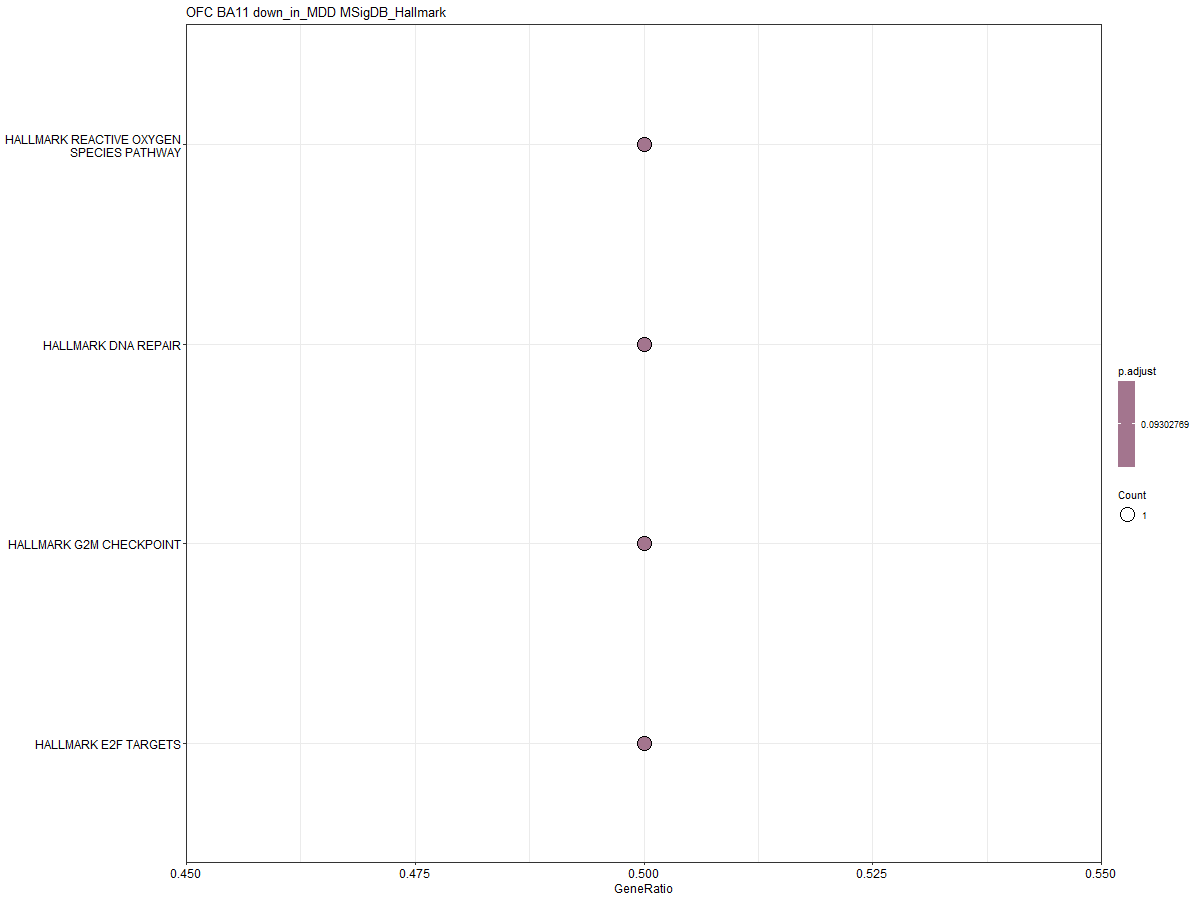 OFC BA11 down_in_MDD MSigDB_Hallmark
HALLMARK REACTIVE OXYGEN
SPECIES PATHWAY
HALLMARK DNA REPAIR
HALLMARK G2M CHECKPOINT
HALLMARK E2F TARGETS
p.adjust
0.09302769
Count
1
0.450
0.475
0.500
0.525
0.550
GeneRatio